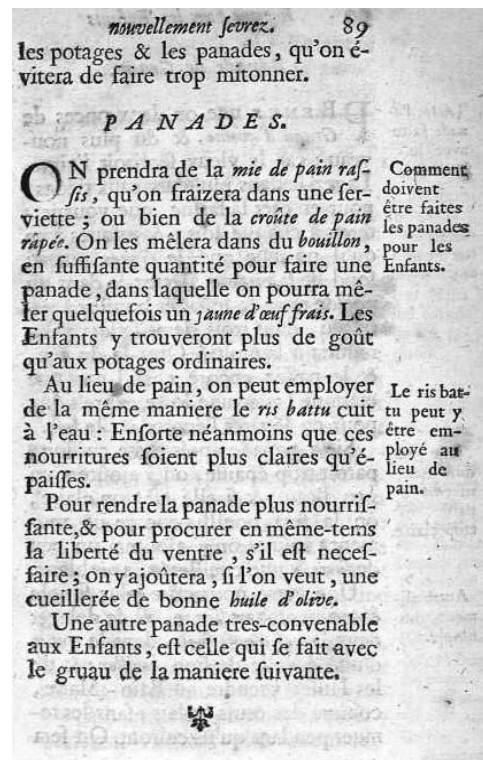 nouvellement ſevrez. 89
les potages & les panades, qu'on é-
vitera de faire trop mitonner.
PANADES.
ON prendra de la mie de pain raſ-
ſis, qu'on fraizera dans une ſer-
viette ; ou bien de la croûte de pain
rapée. On les mêlera dans du bouillon,
en ſuffiſante quantité pour faire une
panade, dans laquelle on pourra mê-
ler quelquefois un jaune d'œuf frais. Les
Enfants y trouveront plus de goût
qu'aux potages ordinaires.
Comment
doivent
être faites
les panades
pour les
Enfants.
Au lieu de pain, on peut employer
de la même maniere le ris battu cuit
à l'eau : Enſorte néanmoins que ces
nourritures ſoient plus claires qu'é-
paiſſes.
Le ris bat-
tu peut y
être em-
ployé au
lieu de
pain.
Pour rendre la panade plus nourriſ-
ſante, & pour procurer en même-tems
la liberté du ventre, s'il eſt neceſ-
ſaire ; on y ajoûtera, ſi l'on veut, une
cueillerée de bonne huile d'olive.
Une autre panade tres-convenable
aux Enfants, eſt celle qui ſe fait avec
le gruau de la maniere ſuivante.